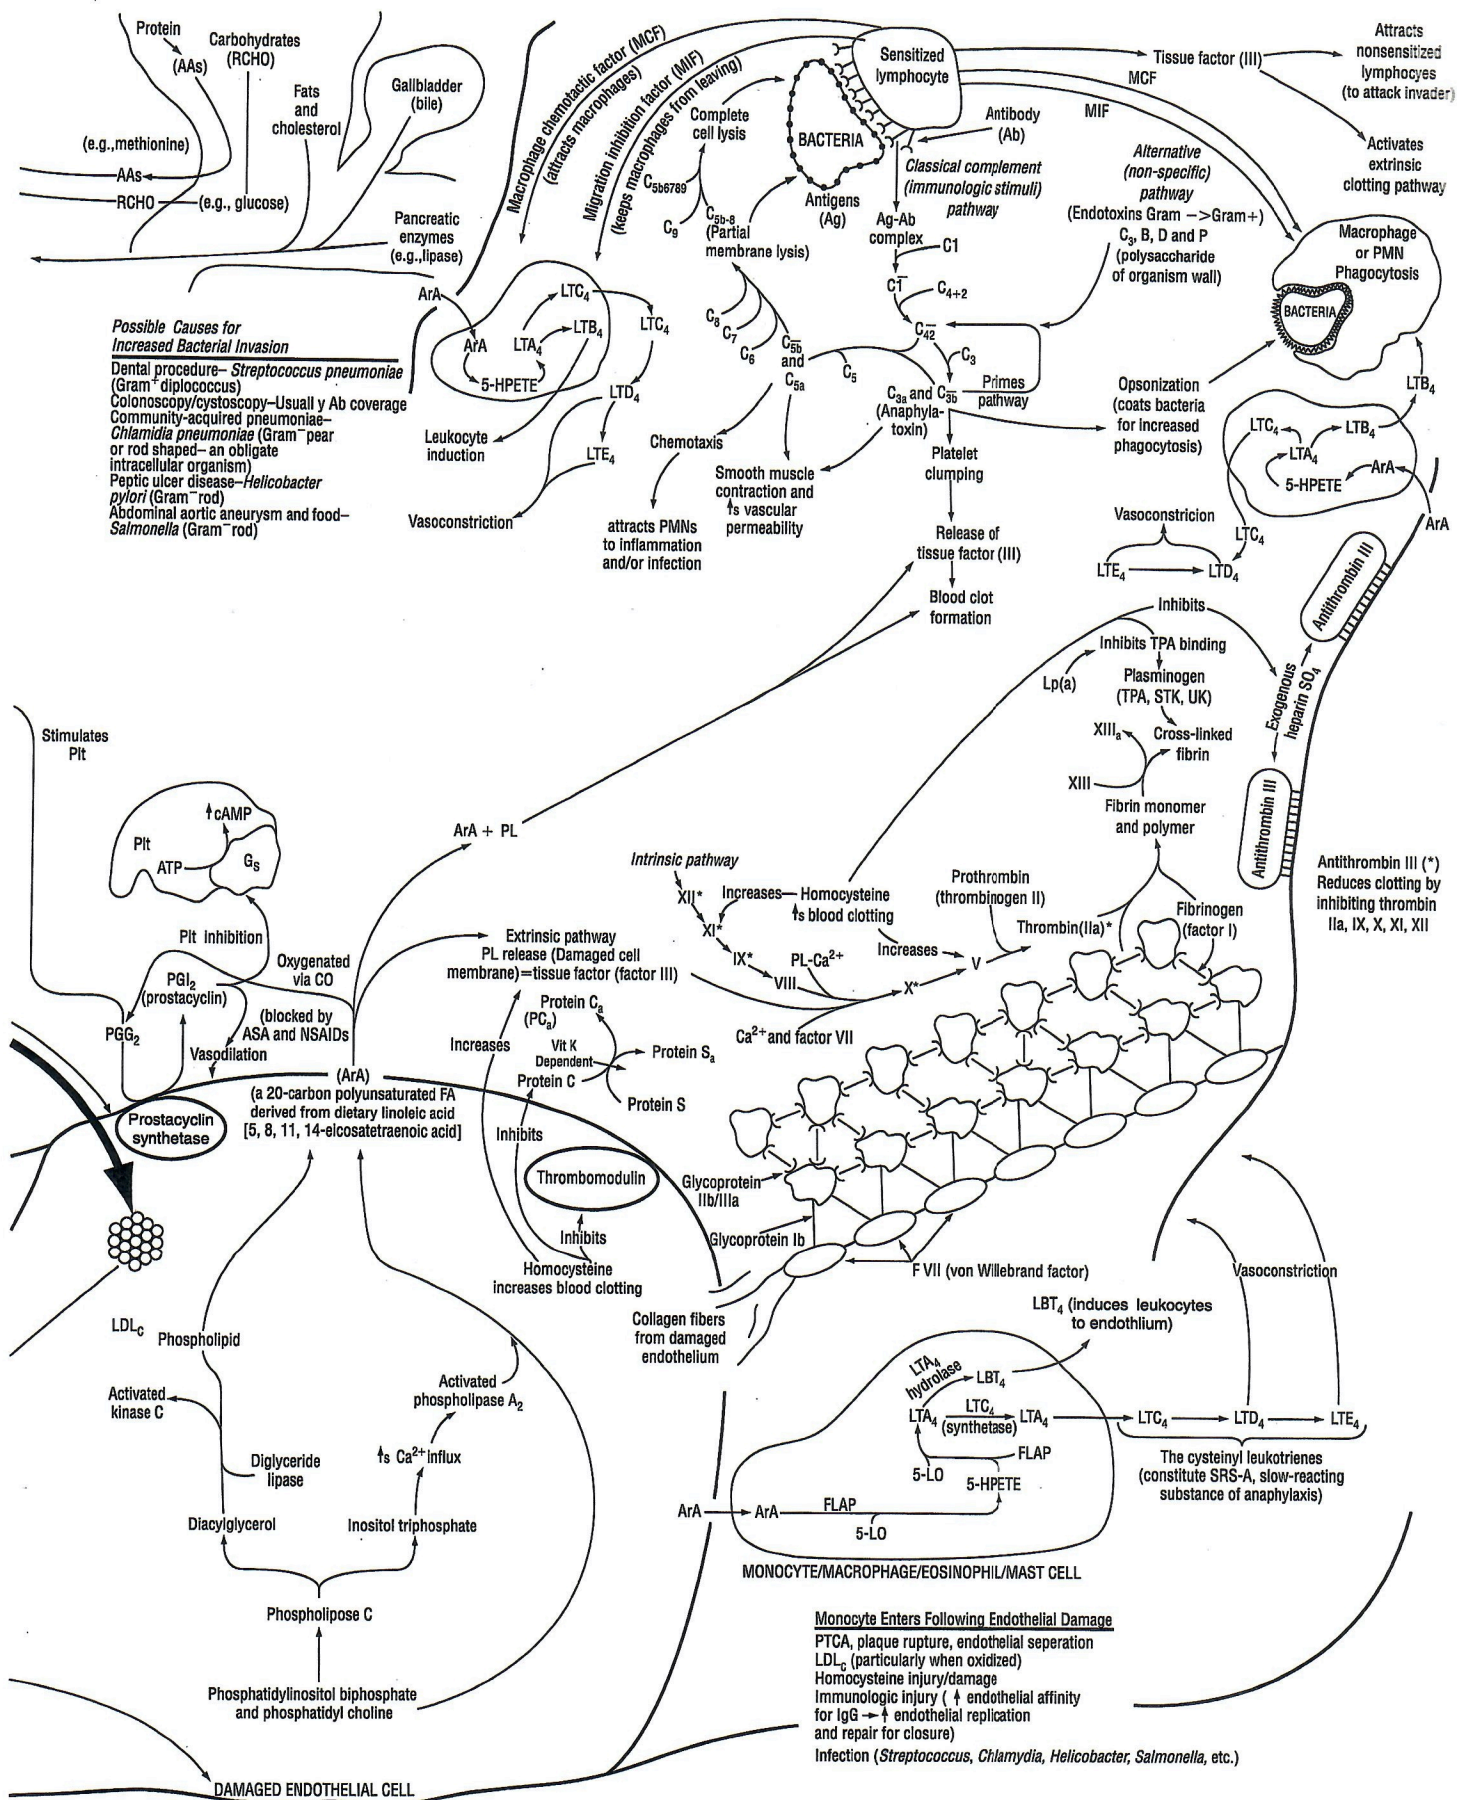 Protein
(AAs)
Carbohydrates
(RCHO)
Fats
and
cholesterol
Gallbladder
(bile)
(e.g.,methionine)
AAs
RCHO
(e.g., glucose)
Pancreatic
enzymes
(e.g.,lipase)
Macrophage chemotactic factor (MCF)
(attracts macrophages)
Migration inhibition factor (MIF)
(keeps macrophages from leaving)
Complete
cell lysis
C5b6789
C9
C5b-8
(Partial
membrane lysis)
BACTERIA
Antigens
(Ag)
Sensitized
lymphocyte
Antibody
(Ab)
Classical complement
(immunologic stimuli)
pathway
Ag-Ab
complex
C1
C1
C4+2
C42
C3
C8
C7
C6
C5b
and
C5a
C5
C3a and C3b
(Anaphyla-
toxin)
Primes
pathway
Tissue factor (III)
MCF
MIF
Attracts
nonsensitized
lymphocyes
(to attack invader)
Activates
extrinsic
clotting pathway
Alternative
(non-specific)
pathway
(Endotoxins Gram ->Gram+)
C3, B, D and P
(polysaccharide
of organism wall)
Macrophage
or PMN
Phagocytosis
BACTERIA
Opsonization
(coats bacteria
for increased
phagocytosis)
LTB4
LTC4
LTB4
LTA4
ArA
5-HPETE
ArA
LTC4
Vasoconstricion
LTE4
LTD4
ArA
ArA
LTC4
LTB4
LTA4
5-HPETE
LTC4
LTD4
LTE4
Leukocyte
induction
Vasoconstriction
Chemotaxis
attracts PMNs
to inflammation
and/or infection
Smooth muscle
contraction and
↑s vascular
permeability
Platelet
clumping
Release of
tissue factor (III)
Blood clot
formation
Possible Causes for
Increased Bacterial Invasion
Dental procedure– Streptococcus pneumoniae
(Gram+ diplococcus)
Colonoscopy/cystoscopy–Usuall y Ab coverage
Community-acquired pneumoniae–
Chlamidia pneumoniae (Gram– pear
or rod shaped– an obligate
intracellular organism)
Peptic ulcer disease–Helicobacter
pylori (Gram– rod)
Abdominal aortic aneurysm and food–
Salmonella (Gram– rod)
Inhibits
Inhibits TPA binding
Lp(a)
Plasminogen
(TPA, STK, UK)
XIIIa
Cross-linked
fibrin
XIII
Fibrin monomer
and polymer
Exogenous
heparin SO4
Antithrombin III
Antithrombin III
Antithrombin III (*)
Reduces clotting by
inhibiting thrombin
IIa, IX, X, XI, XII
Stimulates
Plt
↑cAMP
Plt
ATP
GS
Plt inhibition
PGI2
(prostacyclin)
Oxygenated
via CO
(blocked by
ASA and NSAIDs
PGG2
Vasodilation
Prostacyclin
synthetase
ArA + PL
(ArA)
(a 20-carbon polyunsaturated FA
derived from dietary linoleic acid
[5, 8, 11, 14-elcosatetraenoic acid]
Intrinsic pathway
XII*
XI*
IX*
VIII
Increases
Homocysteine
↑s blood clotting
PL-Ca2+
Increases
X*
V
Prothrombin
(thrombinogen II)
Thrombin(IIa)*
Fibrinogen
(factor I)
Extrinsic pathway
PL release (Damaged cell
membrane)=tissue factor (factor III)
Ca2+ and factor VII
Increases
Protein Ca
(PCa)
Vit K
Dependent
Protein C
Protein Sa
Protein S
Inhibits
Thrombomodulin
Inhibits
Homocysteine
increases blood clotting
Glycoprotein
IIb/IIIa
Glycoprotein Ib
F VII (von Willebrand factor)
Collagen fibers
from damaged
endothelium
Vasoconstriction
LDLC
Phospholipid
Activated
kinase C
Diglyceride
lipase
Diacylglycerol
Activated
phospholipase A2
↑s Ca2+ influx
Inositol triphosphate
Phospholipose C
Phosphatidylinositol biphosphate
and phosphatidyl choline
DAMAGED ENDOTHELIAL CELL
LBT4 (induces leukocytes
to endothlium)
LTA4
hydrolase
LBT4
LTA4
LTC4
(synthetase)
LTA4
LTC4
LTD4
LTE4
FLAP
5-LO
5-HPETE
ArA
ArA
FLAP
5-LO
The cysteinyl leukotrienes
(constitute SRS-A, slow-reacting
substance of anaphylaxis)
MONOCYTE/MACROPHAGE/EOSINOPHIL/MAST CELL
Monocyte Enters Following Endothelial Damage
PTCA, plaque rupture, endothelial seperation
LDLC (particularly when oxidized)
Homocysteine injury/damage
Immunologic injury ( ↑ endothelial affinity
for IgG →↑ endothelial replication
and repair for closure)
Infection (Streptococcus, Chlamydia, Helicobacter, Salmonella, etc.)